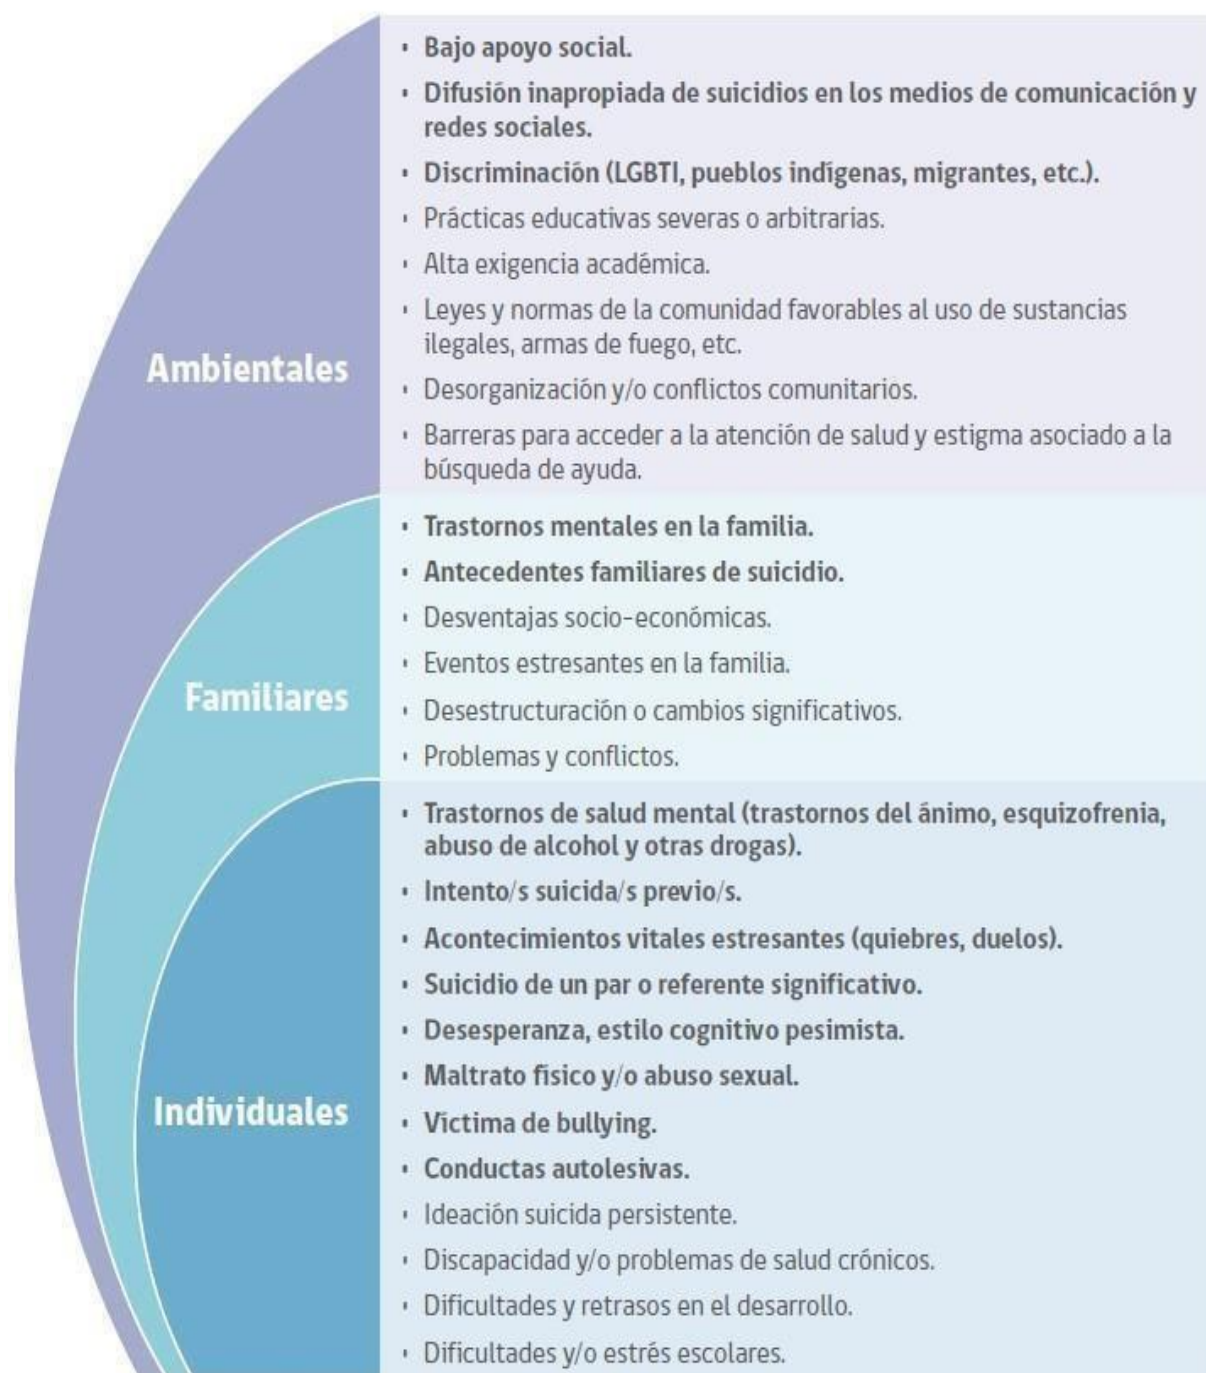 • Bajo apoyo social.
• Difusión inapropiada de suicidios en los medios de comunicación y
redes sociales.
• Discriminación (LGBTI, pueblos indígenas, migrantes, etc.).
• Prácticas educativas severas o arbitrarias.
• Alta exigencia académica.
• Leyes y normas de la comunidad favorables al uso de sustancias
ilegales, armas de fuego, etc.
Ambientales
• Desorganización y/o conflictos comunitarios.
• Barreras para acceder a la atención de salud y estigma asociado a la
búsqueda de ayuda.
• Trastornos mentales en la familia.
• Antecedentes familiares de suicidio.
• Desventajas socio-económicas.
• Eventos estresantes en la familia.
Familiares
• Desestructuración o cambios significativos.
• Problemas y conflictos.
• Trastornos de salud mental (trastornos del ánimo, esquizofrenia,
abuso de alcohol y otras drogas).
• Intento/s suicida/s previo/s.
• Acontecimientos vitales estresantes (quiebres, duelos).
• Suicidio de un par o referente significativo.
• Desesperanza, estilo cognitivo pesimista.
• Maltrato físico y/o abuso sexual.
Individuales
• Víctima de bullying.
• Conductas autolesivas.
• Ideación suicida persistente.
• Discapacidad y/o problemas de salud crónicos.
• Dificultades y retrasos en el desarrollo.
• Dificultades y/o estrés escolares.